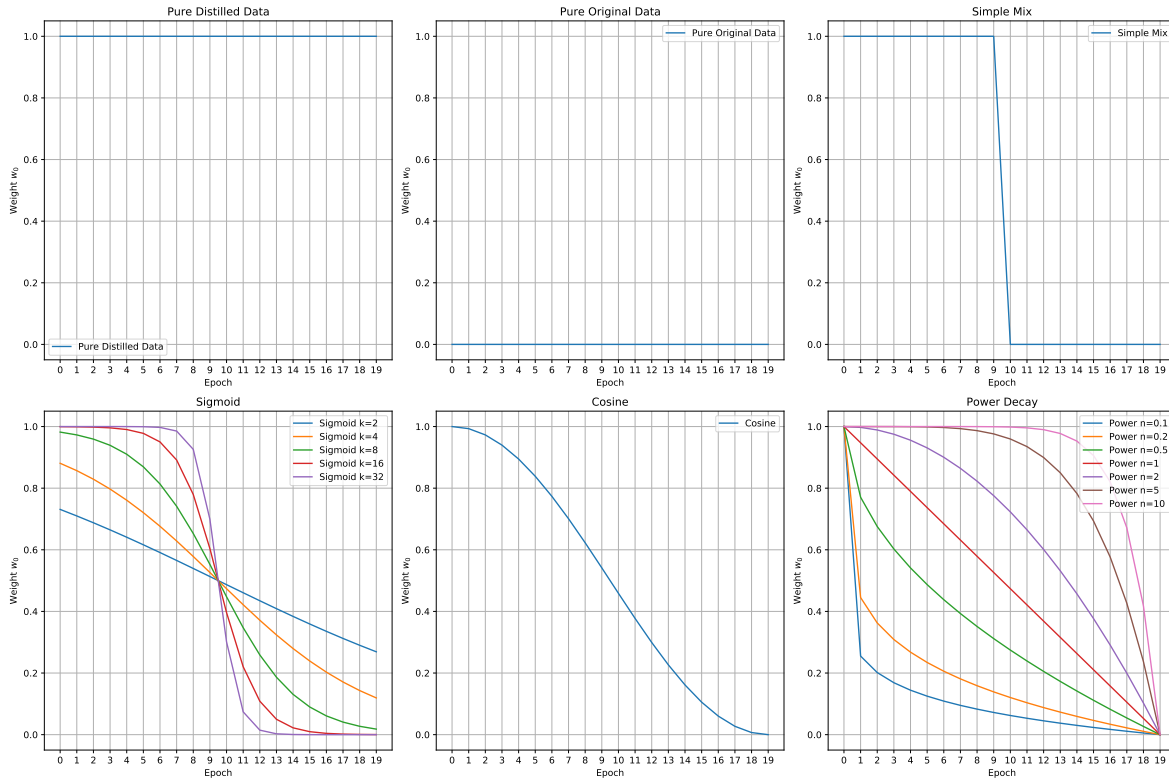 Pure Distilled Data
Weight w₀
1.0
0.8
0.6
0.4
0.2
0.0
Pure Distilled Data
0 1 2 3 4 5 6 7 8 9 10 11 12 13 14 15 16 17 18 19
Epoch
Pure Original Data
Weight w₀
1.0
0.8
0.6
0.4
0.2
0.0
Pure Original Data
0 1 2 3 4 5 6 7 8 9 10 11 12 13 14 15 16 17 18 19
Epoch
Simple Mix
Weight w₀
1.0
0.8
0.6
0.4
0.2
0.0
Simple Mix
0 1 2 3 4 5 6 7 8 9 10 11 12 13 14 15 16 17 18 19
Epoch
Sigmoid
Weight w₀
1.0
0.8
0.6
0.4
0.2
0.0
Sigmoid k=2
Sigmoid k=4
Sigmoid k=8
Sigmoid k=16
Sigmoid k=32
0 1 2 3 4 5 6 7 8 9 10 11 12 13 14 15 16 17 18 19
Epoch
Cosine
Weight w₀
1.0
0.8
0.6
0.4
0.2
0.0
Cosine
0 1 2 3 4 5 6 7 8 9 10 11 12 13 14 15 16 17 18 19
Epoch
Power Decay
Weight w₀
1.0
0.8
0.6
0.4
0.2
0.0
Power n=0.1
Power n=0.2
Power n=0.5
Power n=1
Power n=2
Power n=5
Power n=10
0 1 2 3 4 5 6 7 8 9 10 11 12 13 14 15 16 17 18 19
Epoch